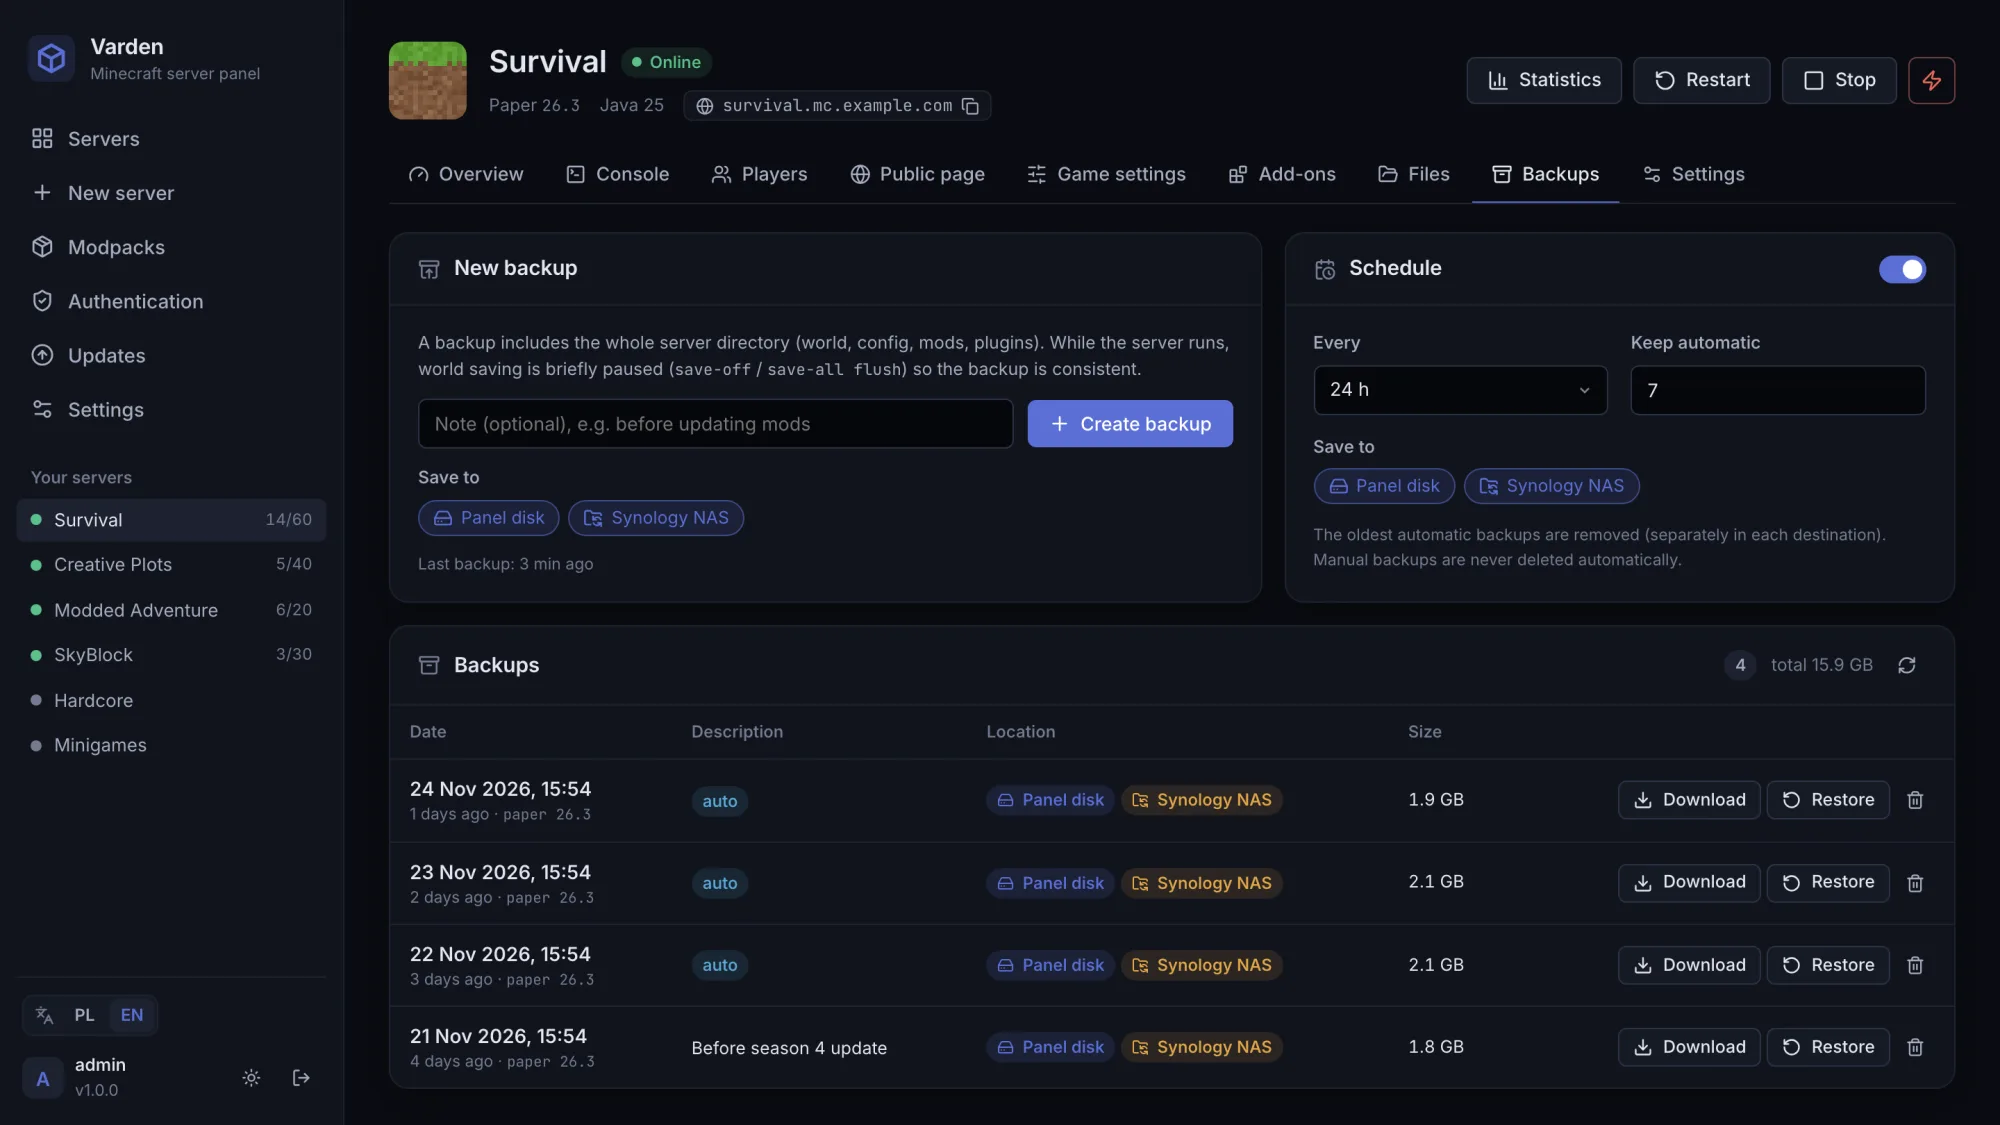 Varden
Minecraft server panel
Servers
New server
Modpacks
Authentication
Updates
Settings
Your servers
Survival 14/60
Creative Plots 5/40
Modded Adventure 6/20
SkyBlock 3/30
Hardcore
Minigames
PL EN
A admin
v1.0.0
Survival Online
Paper 26.3 Java 25 survival.mc.example.com
Statistics Restart Stop
Overview Console Players Public page Game settings Add-ons Files Backups Settings
New backup
A backup includes the whole server directory (world, config, mods, plugins). While the server runs,
world saving is briefly paused (save-off / save-all flush) so the backup is consistent.
Note (optional), e.g. before updating mods Create backup
Save to
Panel disk Synology NAS
Last backup: 3 min ago
Schedule
Every Keep automatic
24 h 7
Save to
Panel disk Synology NAS
The oldest automatic backups are removed (separately in each destination).
Manual backups are never deleted automatically.
Backups 4 total 15.9 GB
Date Description Location Size
24 Nov 2026, 15:54 auto Panel disk Synology NAS 1.9 GB Download Restore
1 days ago · paper 26.3
23 Nov 2026, 15:54 auto Panel disk Synology NAS 2.1 GB Download Restore
2 days ago · paper 26.3
22 Nov 2026, 15:54 auto Panel disk Synology NAS 2.1 GB Download Restore
3 days ago · paper 26.3
21 Nov 2026, 15:54 Before season 4 update Panel disk Synology NAS 1.8 GB Download Restore
4 days ago · paper 26.3